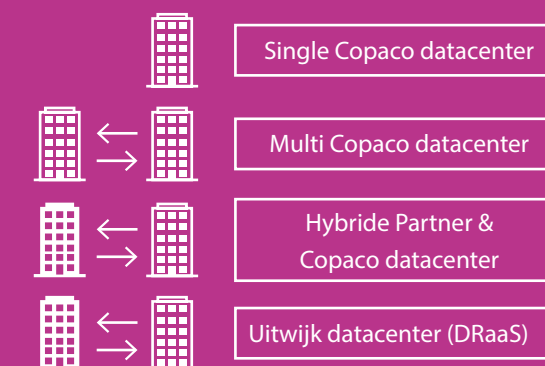 Single Copaco datacenter
Multi Copaco datacenter
Hybride Partner &
Copaco datacenter
Uitwijk datacenter (DRaaS)